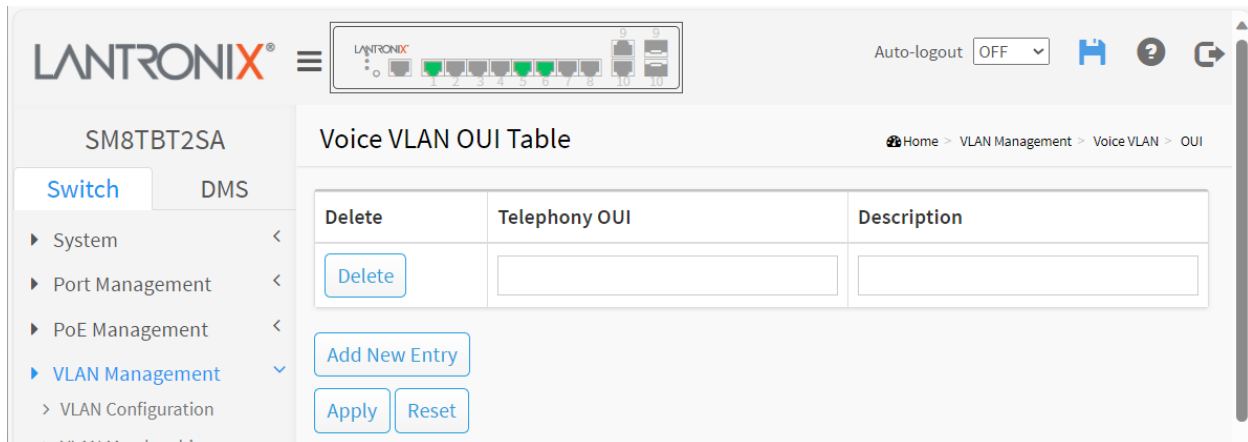 LANTRONIX®
LANTRONIX
9 9
1 2 3 4 5 6 7 8 10 10
Auto-logout OFF
SM8TBT2SA
Switch DMS
System
Port Management
PoE Management
VLAN Management
VLAN Configuration
Voice VLAN OUI Table
Home > VLAN Management > Voice VLAN > OUI
Delete Telephony OUI Description
Delete
Add New Entry
Apply Reset